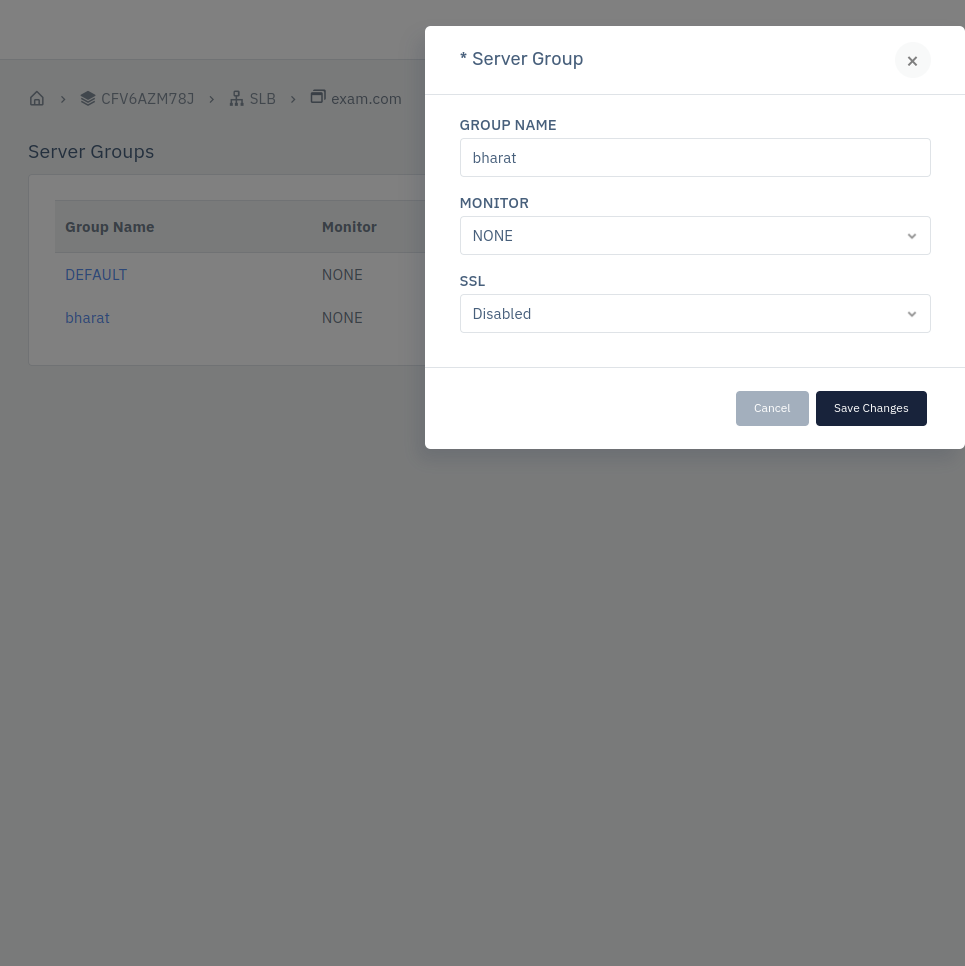 CFV6AZM78J SLB exam.com
Server Groups
Group Name Monitor
DEFAULT NONE
bharat NONE
* Server Group
GROUP NAME
bharat
MONITOR
NONE
SSL
Disabled
Cancel Save Changes